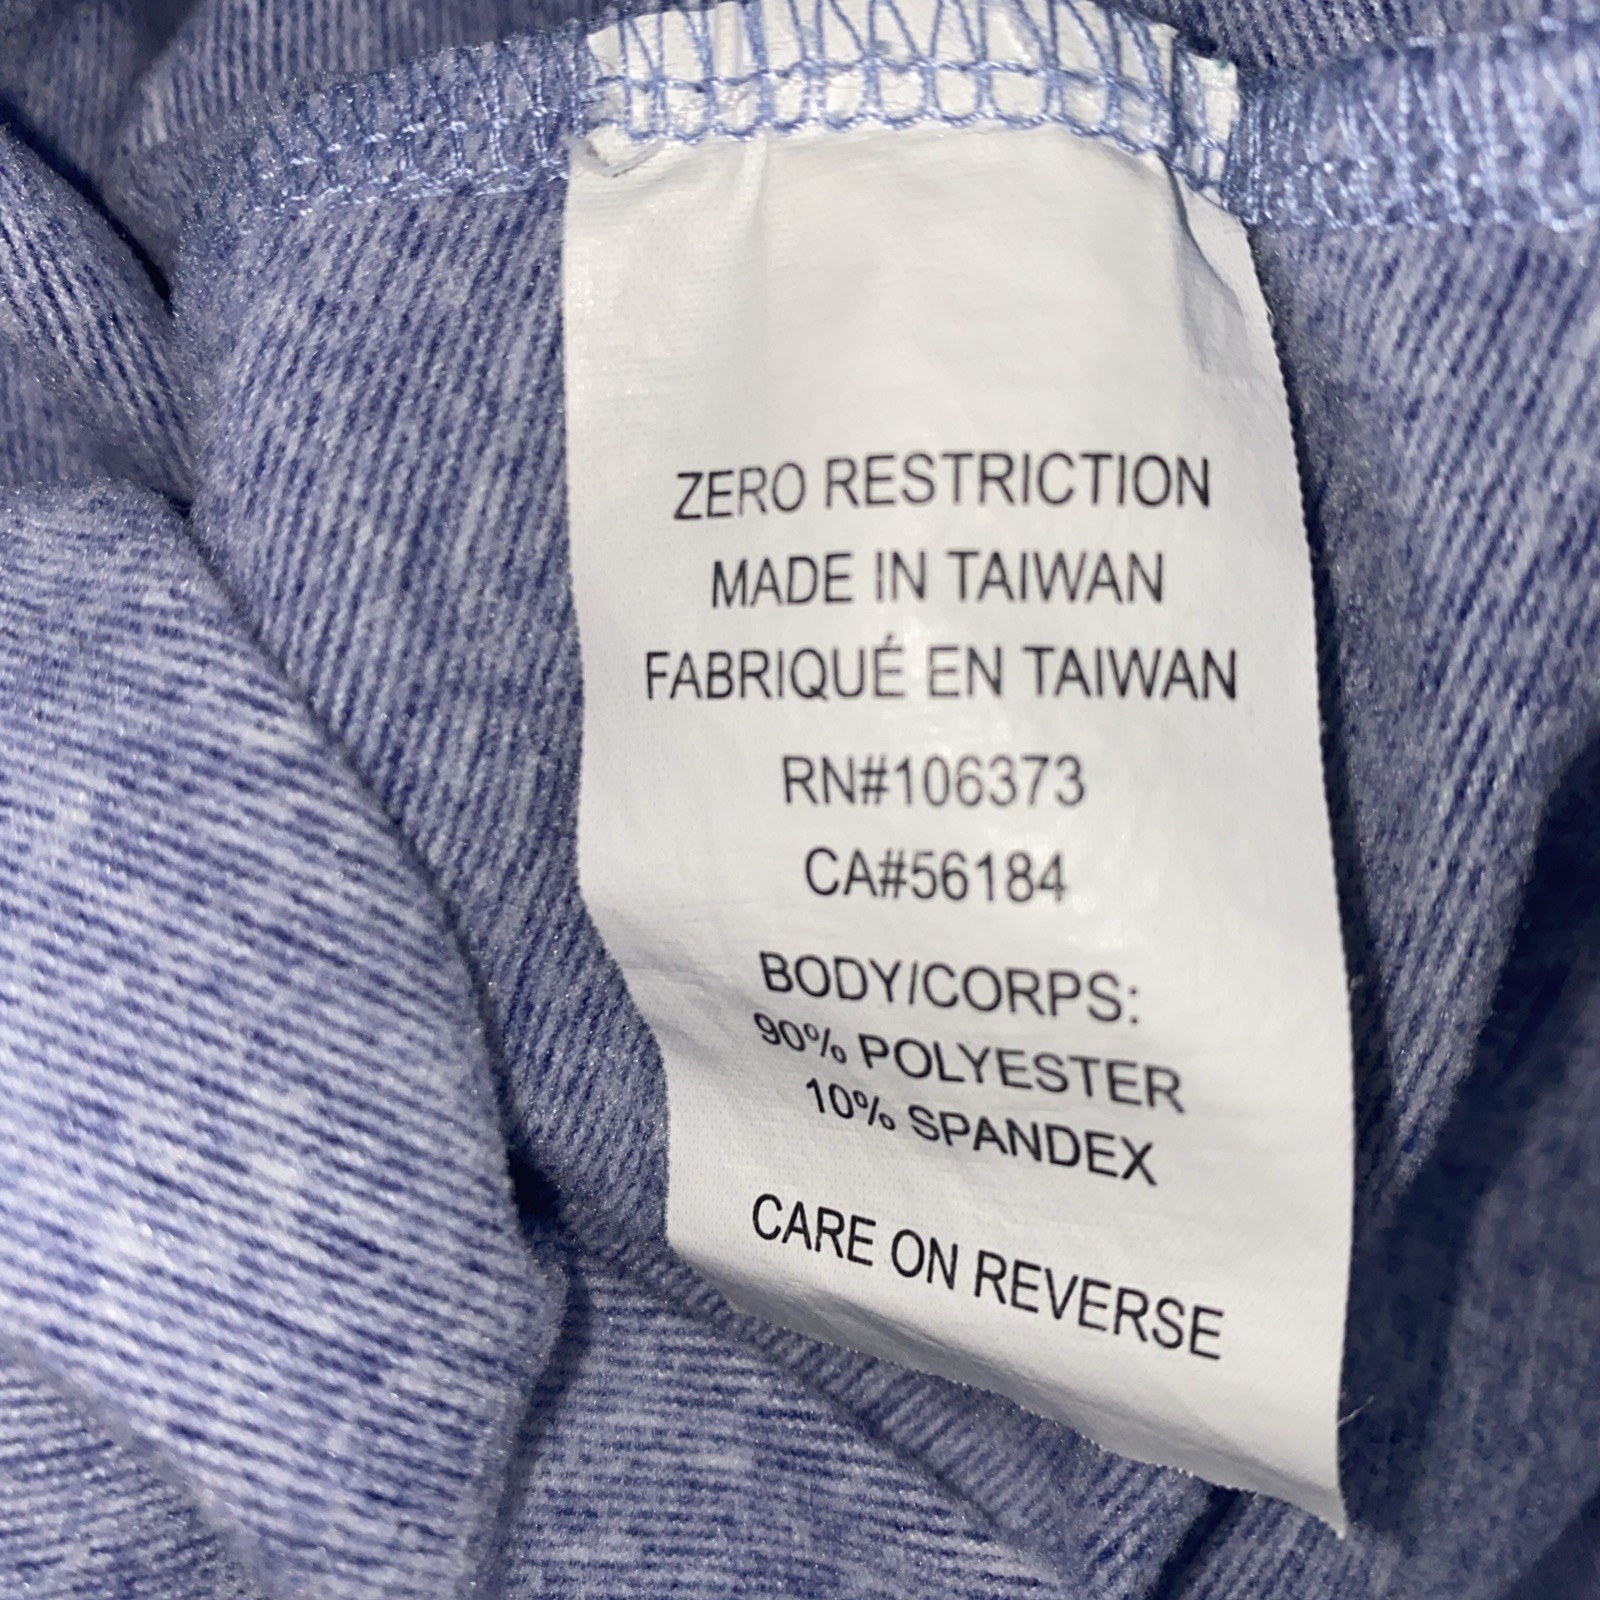 ZERO RESTRICTION
MADE IN TAIWAN
FABRIQUÉ EN TAIWAN
RN#106373
CA#56184
BODY/CORPS:
90% POLYESTER
10% SPANDEX
CARE ON REVERSE